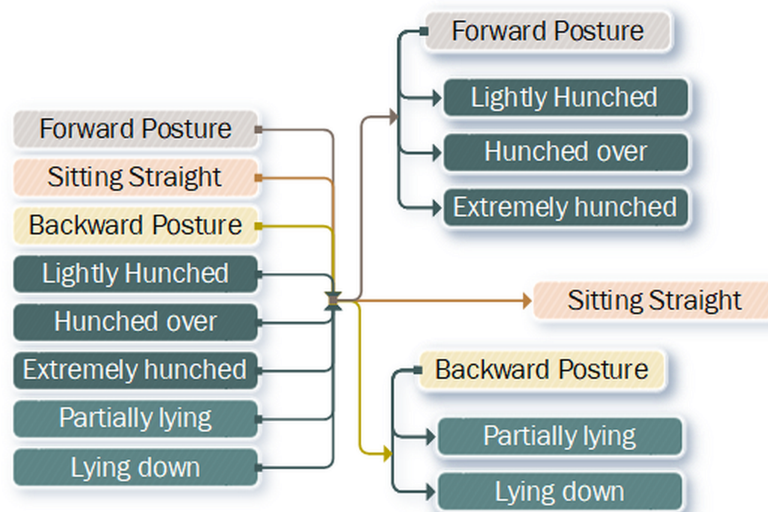 Forward Posture
Sitting Straight
Backward Posture
Lightly Hunched
Hunched over
Extremely hunched
Partially lying
Lying down
Forward Posture
Lightly Hunched
Hunched over
Extremely hunched
Sitting Straight
Backward Posture
Partially lying
Lying down